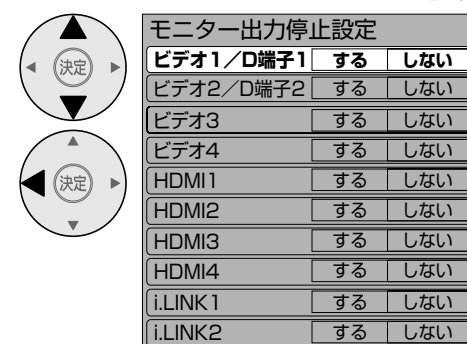 決定
決定
モニター出力停止設定
ビデオ1／D端子1 する しない
ビデオ2／D端子2 する しない
ビデオ3 する しない
ビデオ4 する しない
HDMI1 する しない
HDMI2 する しない
HDMI3 する しない
HDMI4 する しない
i.LINK1 する しない
i.LINK2 する しない